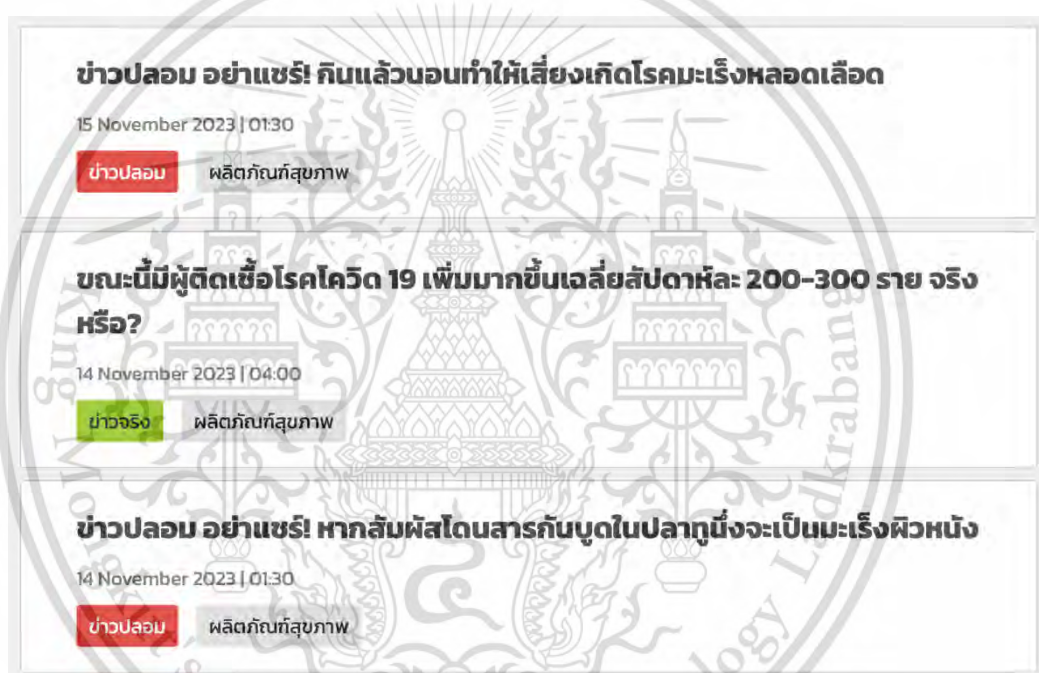 ข่าวปลอม อย่าแชร์! กินแล้วนอนทำให้เสี่ยงเกิดโรคมะเร็งหลอดเลือด
15 November 2023 | 01:30
ข่าวปลอม ผลิตภัณฑ์สุขภาพ
ขณะนี้มีผู้ติดเชื้อโรคโควิด 19 เพิ่มมากขึ้นเฉลี่ยสัปดาห์ละ 200-300 ราย จริง
หรือ?
14 November 2023 | 04:00
ข่าวจริง ผลิตภัณฑ์สุขภาพ
ข่าวปลอม อย่าแชร์! หากสัมผัสโดนสารกันบูดในปลาทูนึ่งจะเป็นมะเร็งผิวหนัง
14 November 2023 | 01:30
ข่าวปลอม ผลิตภัณฑ์สุขภาพ